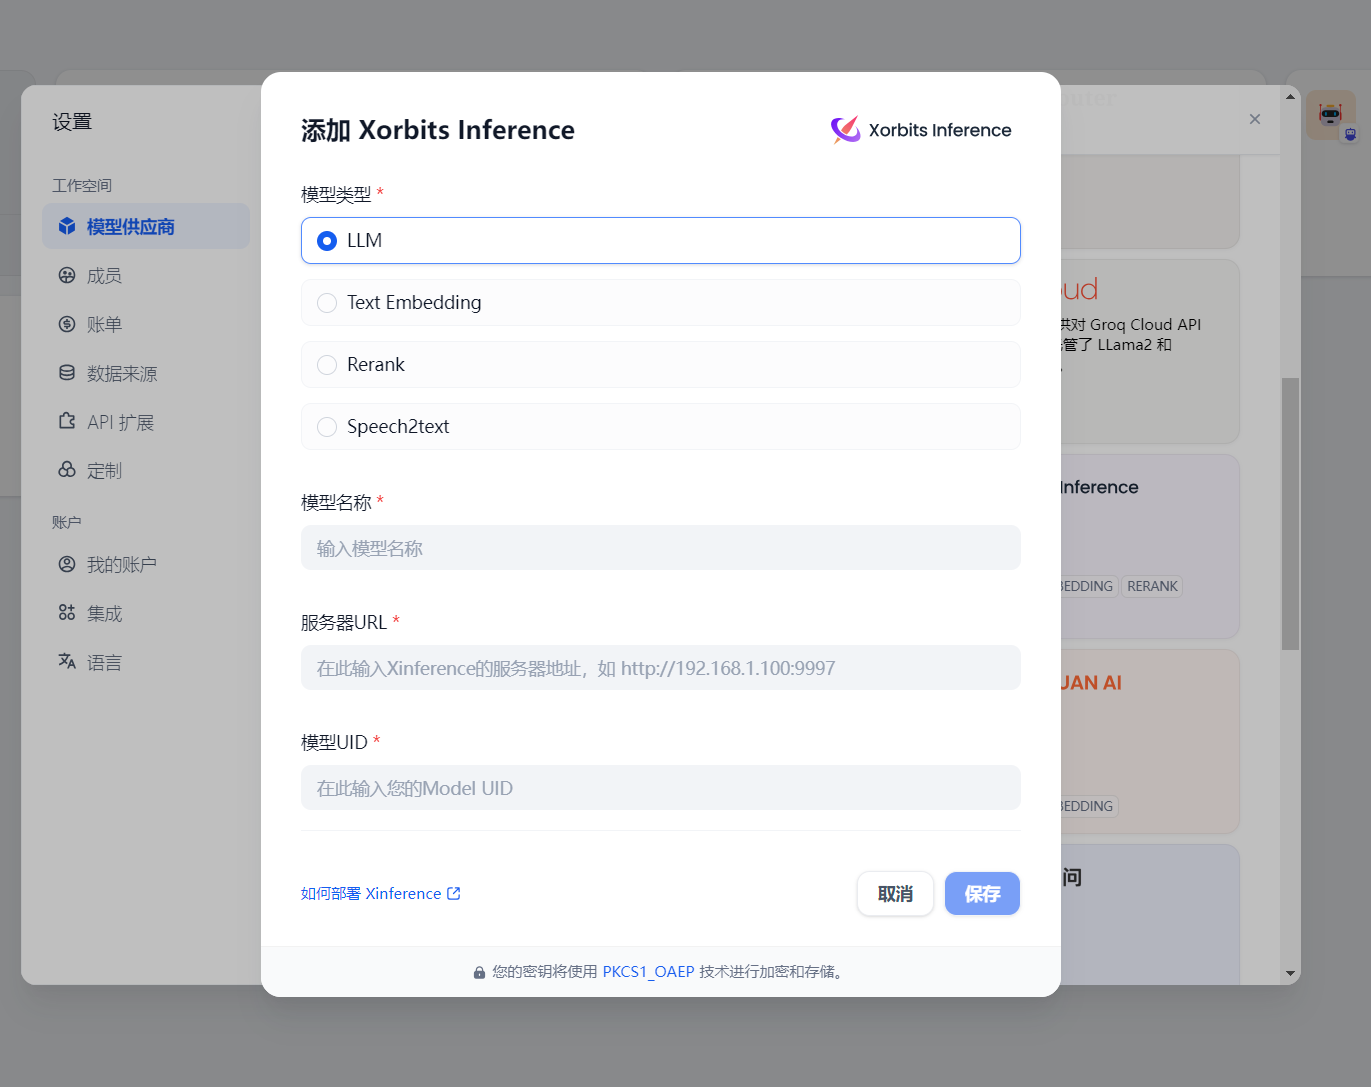 设置
工作空间
模型供应商
成员
账单
数据来源
API 扩展
定制
账户
我的账户
集成
语言
添加 Xorbits Inference
Xorbits Inference
模型类型 *
LLM
Text Embedding
Rerank
Speech2text
模型名称 *
输入模型名称
服务器URL *
在此输入Xinference的服务器地址，如 http://192.168.1.100:9997
模型UID *
在此输入您的Model UID
如何部署 Xinference
取消
保存
您的密钥将使用 PKCS1_OAEP 技术进行加密和存储。
oud
供对 Groq Cloud API
管了 LLama2 和
Inference
BEDDING
RERANK
UAN AI
BEDDING
问